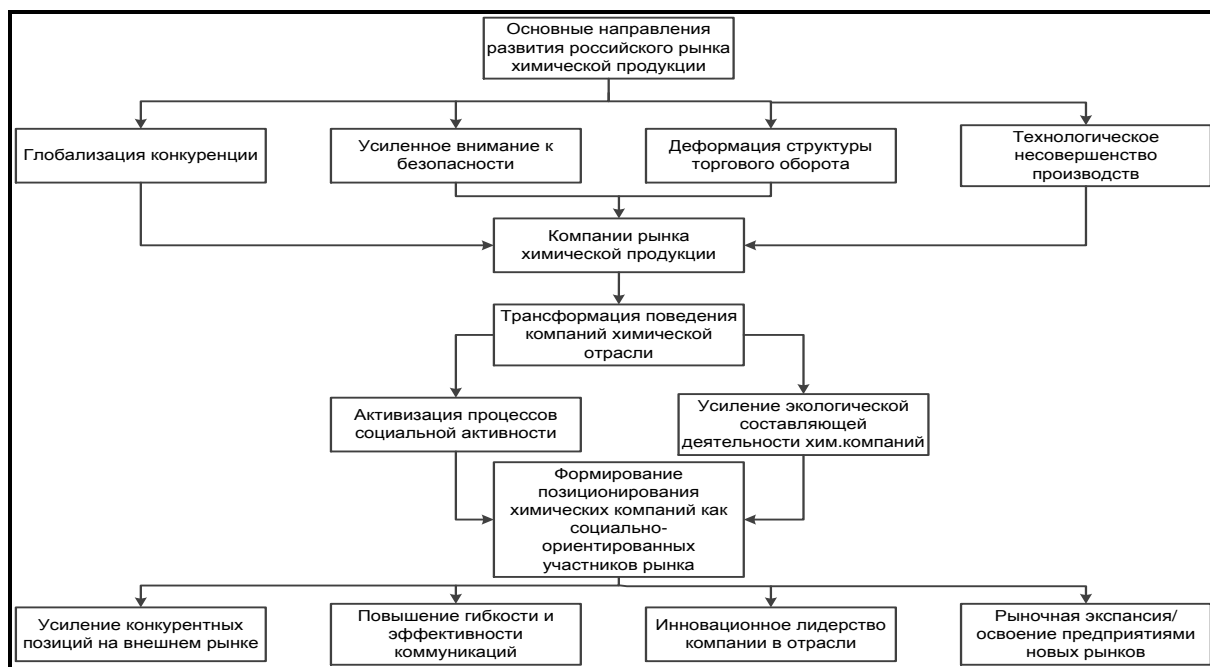 Основные направления
развития российского рынка
химической продукции
Глобализация конкуренции
Усиленное внимание к
безопасности
Деформация структуры
торгового оборота
Технологическое
несовершенство
производств
Компании рынка
химической продукции
Трансформация поведения
компаний химической
отрасли
Активизация процессов
социальной активности
Усиление экологической
составляющей
деятельности хим.компаний
Формирование
позиционирования
химических компаний как
социально-
ориентированных
участников рынка
Усиление конкурентных
позиций на внешнем рынке
Повышение гибкости и
эффективности
коммуникаций
Инновационное лидерство
компании в отрасли
Рыночная экспансия/
освоение предприятиями
новых рынков